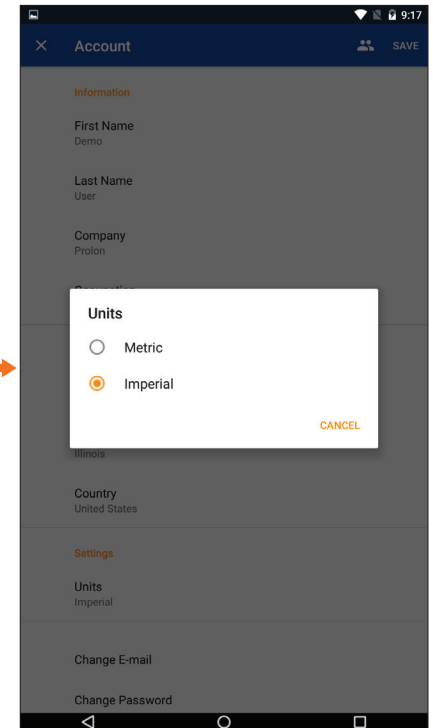 9:17
Account
SAVE
Information
First Name
Demo
Last Name
User
Company
Prolon
Units
Metric
Imperial
CANCEL
Illinois
Country
United States
Settings
Units
Imperial
Change E-mail
Change Password